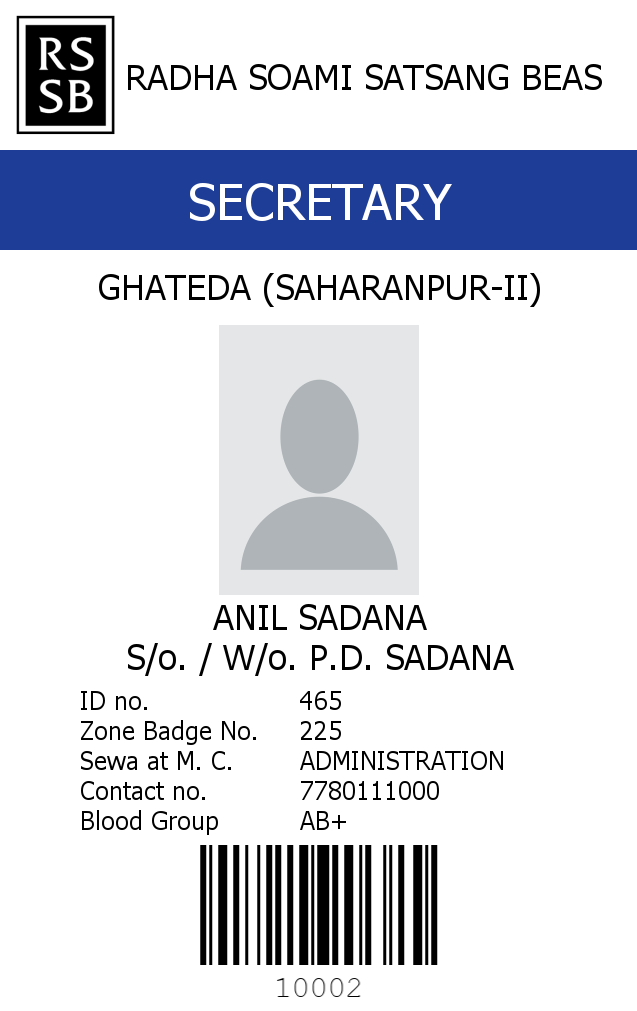 RS
SB
RADHA SOAMI SATSANG BEAS
SECRETARY
GHATEDA (SAHARANPUR-II)
ANIL SADANA
S/o. / W/o. P.D. SADANA
ID no. 465
Zone Badge No. 225
Sewa at M. C. ADMINISTRATION
Contact no. 7780111000
Blood Group AB+
10002